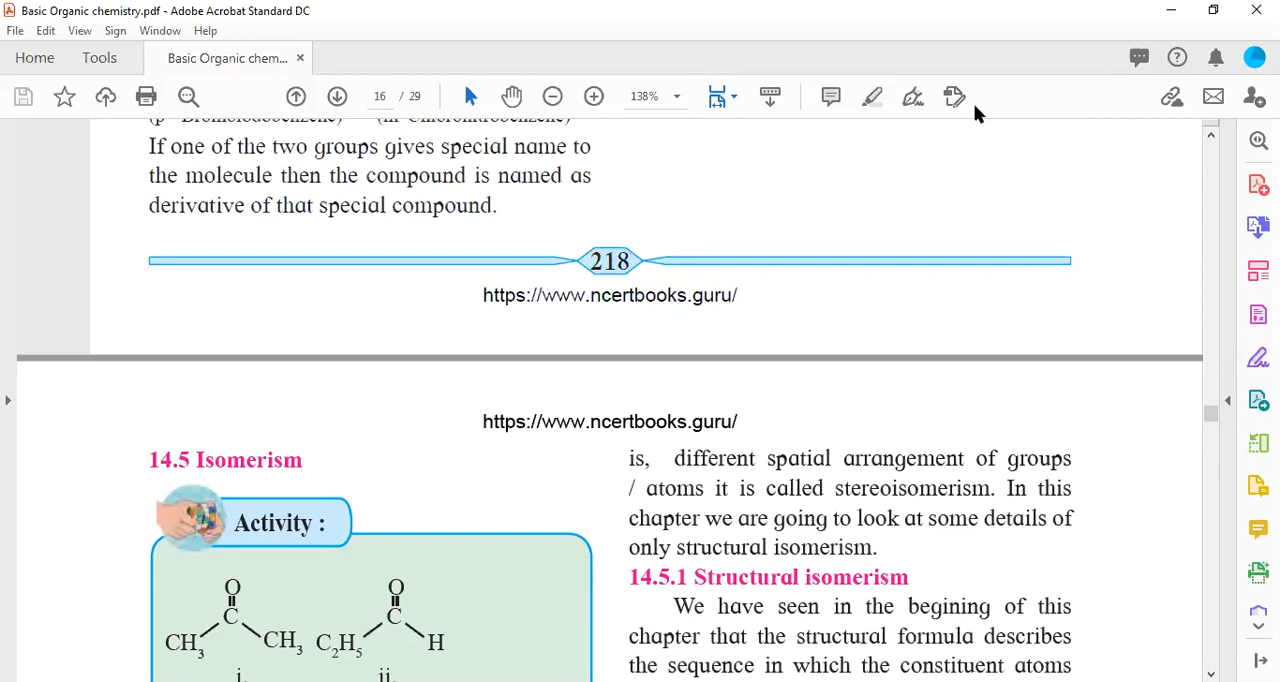 Basic Organic chemistry.pdf - Adobe Acrobat Standard DC
File Edit View Sign Window Help
Home Tools Basic Organic chem... ×
16 / 29 138%
(p - Bromoiodobenzene) (m-Chloronitrobenzene)
If one of the two groups gives special name to
the molecule then the compound is named as
derivative of that special compound.
218
https://www.ncertbooks.guru/
https://www.ncertbooks.guru/
14.5 Isomerism
Activity :
O
C
CH3 CH3
i.
O
C
C2H5 H
ii.
is, different spatial arrangement of groups
/ atoms it is called stereoisomerism. In this
chapter we are going to look at some details of
only structural isomerism.
14.5.1 Structural isomerism
We have seen in the begining of this
chapter that the structural formula describes
the sequence in which the constituent atoms